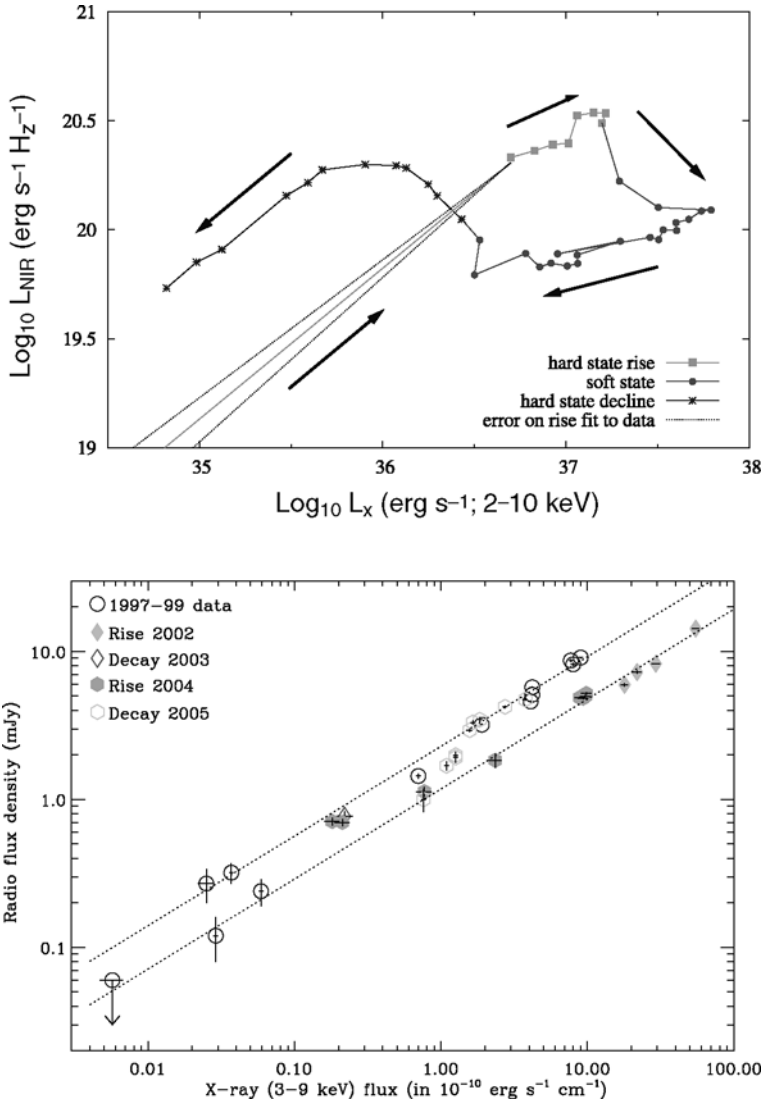 21
20.5
20
19.5
19
Log10 LNIR (erg s–1 Hz–1)
hard state rise
soft state
hard state decline
error on rise fit to data
35 36 37 38
Log10 Lx (erg s–1; 2–10 keV)
1997–99 data
Rise 2002
Decay 2003
Rise 2004
Decay 2005
10.0
1.0
0.1
Radio flux density (mJy)
0.01 0.10 1.00 10.00 100.00
X-ray (3-9 keV) flux (in 10-10 erg s-1 cm-1)